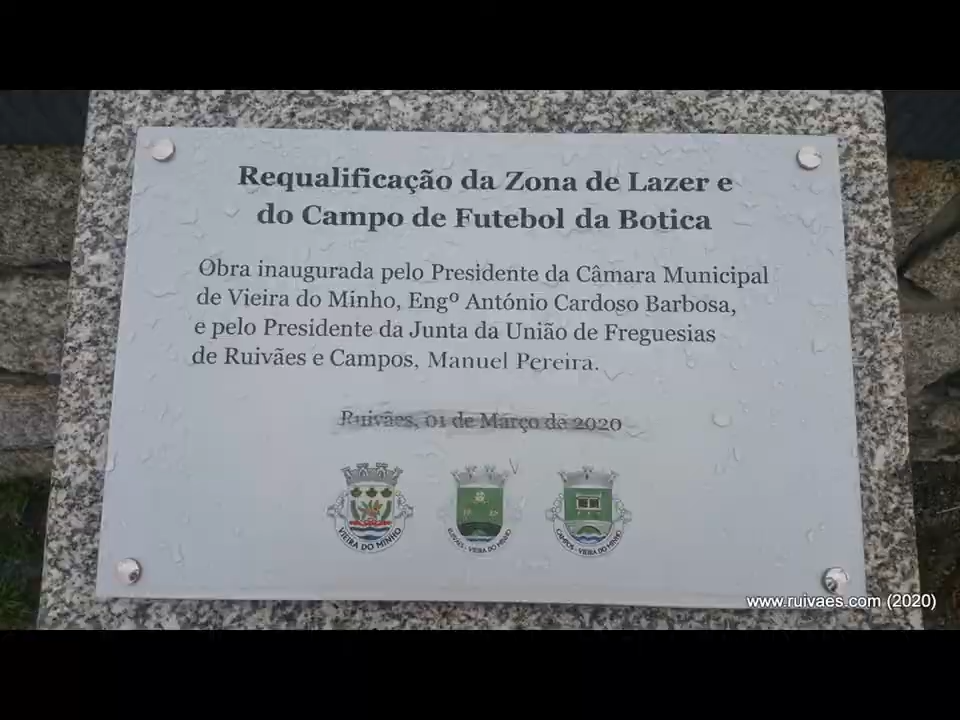 Requalificação da Zona de Lazer e
do Campo de Futebol da Botica
Obra inaugurada pelo Presidente da Câmara Municipal
de Vieira do Minho, Engº António Cardoso Barbosa,
e pelo Presidente da Junta da União de Freguesias
de Ruivães e Campos, Manuel Pereira.
Ruivães, 01 de Março de 2020
VIEIRA DO MINHO
RUIVÃES - VIEIRA DO MINHO
CAMPOS - VIEIRA DO MINHO
www.ruivaes.com (2020)